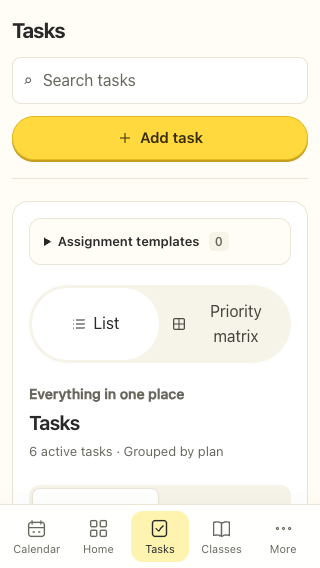 Tasks
Search tasks
+ Add task
Assignment templates 0
List
Priority
matrix
Everything in one place
Tasks
6 active tasks · Grouped by plan
Calendar Home Tasks Classes More